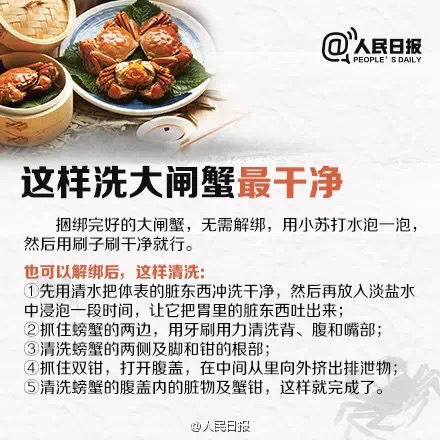 @人民日报
PEOPLE'S DAILY
这样洗大闸蟹最干净
捆绑完好的大闸蟹，无需解绑，用小苏打水泡一泡，
然后用刷子刷干净就行。
也可以解绑后，这样清洗：
①先用清水把体表的脏东西冲洗干净，然后再放入淡盐水
中浸泡一段时间，让它把胃里的脏东西吐出来；
②抓住螃蟹的两边，用牙刷用力清洗背、腹和嘴部；
③清洗螃蟹的两侧及脚和钳的根部；
④抓住双钳，打开腹盖，在中间从里向外挤出排泄物；
⑤清洗螃蟹的腹盖内的脏物及蟹钳，这样就完成了。
@人民日报